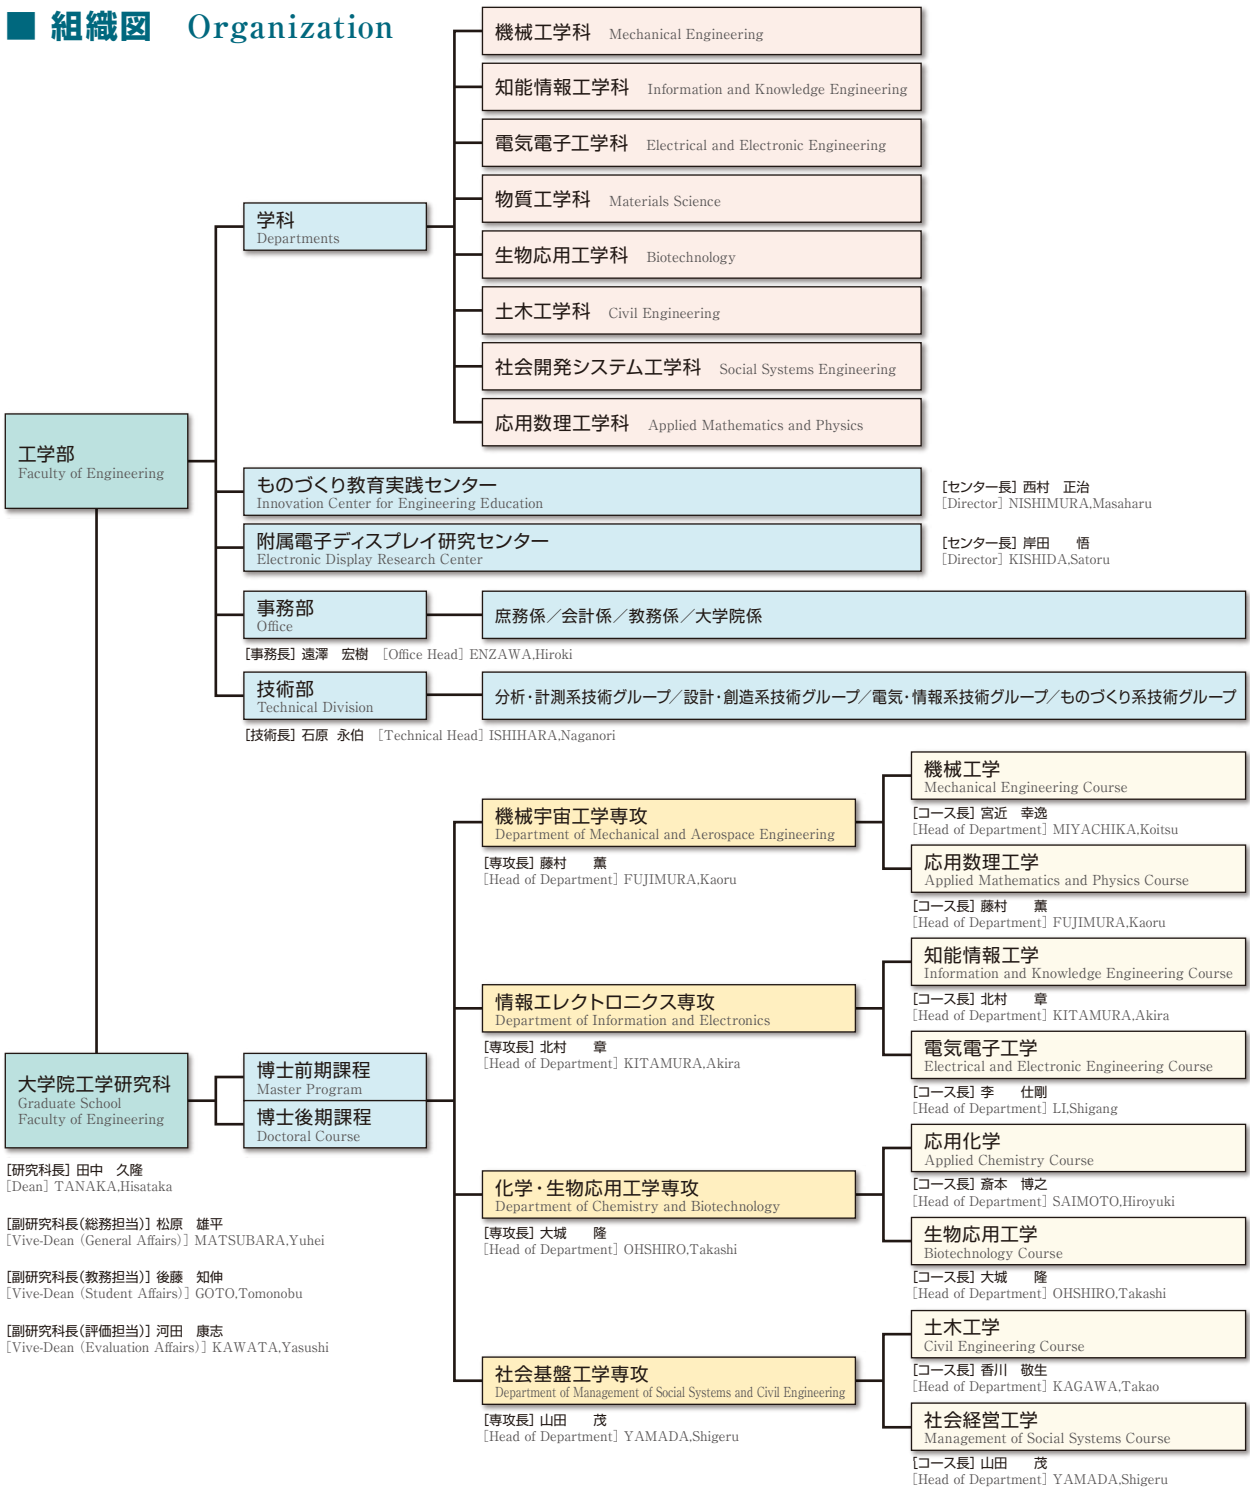 ■ 組織図 Organization
機械工学科 Mechanical Engineering
知能情報工学科 Information and Knowledge Engineering
電気電子工学科 Electrical and Electronic Engineering
物質工学科 Materials Science
生物応用工学科 Biotechnology
土木工学科 Civil Engineering
社会開発システム工学科 Social Systems Engineering
応用数理工学科 Applied Mathematics and Physics
学科
Departments
工学部
Faculty of Engineering
ものづくり教育実践センター
Innovation Center for Engineering Education
[センター長] 西村 正治
[Director] NISHIMURA,Masaharu
附属電子ディスプレイ研究センター
Electronic Display Research Center
[センター長] 岸田 悟
[Director] KISHIDA,Satoru
事務部
Office
庶務係／会計係／教務係／大学院係
[事務長] 遠澤 宏樹 [Office Head] ENZAWA,Hiroki
技術部
Technical Division
分析・計測系技術グループ／設計・創造系技術グループ／電気・情報系技術グループ／ものづくり系技術グループ
[技術長] 石原 永伯 [Technical Head] ISHIHARA,Naganori
大学院工学研究科
Graduate School
Faculty of Engineering
[研究科長] 田中 久隆
[Dean] TANAKA,Hisataka
[副研究科長(総務担当)] 松原 雄平
[Vive-Dean (General Affairs)] MATSUBARA,Yuhei
[副研究科長(教務担当)] 後藤 知伸
[Vive-Dean (Student Affairs)] GOTO,Tomonobu
[副研究科長(評価担当)] 河田 康志
[Vive-Dean (Evaluation Affairs)] KAWATA,Yasushi
博士前期課程
Master Program
博士後期課程
Doctoral Course
機械宇宙工学専攻
Department of Mechanical and Aerospace Engineering
[専攻長] 藤村 薫
[Head of Department] FUJIMURA,Kaoru
機械工学
Mechanical Engineering Course
[コース長] 宮近 幸逸
[Head of Department] MIYACHIKA,Koitsu
応用数理工学
Applied Mathematics and Physics Course
[コース長] 藤村 薫
[Head of Department] FUJIMURA,Kaoru
情報エレクトロニクス専攻
Department of Information and Electronics
[専攻長] 北村 章
[Head of Department] KITAMURA,Akira
知能情報工学
Information and Knowledge Engineering Course
[コース長] 北村 章
[Head of Department] KITAMURA,Akira
電気電子工学
Electrical and Electronic Engineering Course
[コース長] 李 仕剛
[Head of Department] LI,Shigang
化学・生物応用工学専攻
Department of Chemistry and Biotechnology
[専攻長] 大城 隆
[Head of Department] OHSHIRO,Takashi
応用化学
Applied Chemistry Course
[コース長] 斎本 博之
[Head of Department] SAIMOTO,Hiroyuki
生物応用工学
Biotechnology Course
[コース長] 大城 隆
[Head of Department] OHSHIRO,Takashi
社会基盤工学専攻
Department of Management of Social Systems and Civil Engineering
[専攻長] 山田 茂
[Head of Department] YAMADA,Shigeru
土木工学
Civil Engineering Course
[コース長] 香川 敬生
[Head of Department] KAGAWA,Takao
社会経営工学
Management of Social Systems Course
[コース長] 山田 茂
[Head of Department] YAMADA,Shigeru